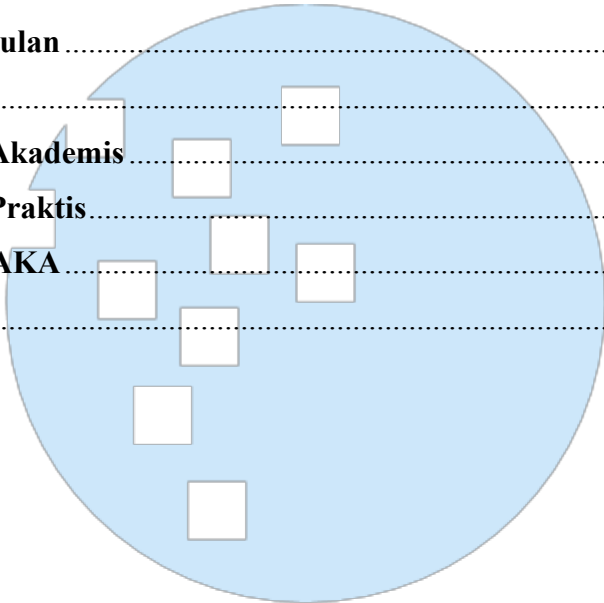 ulan ........................................................................
........................................................................
Akademis ........................................................................
Praktis ........................................................................
AKA ........................................................................
........................................................................